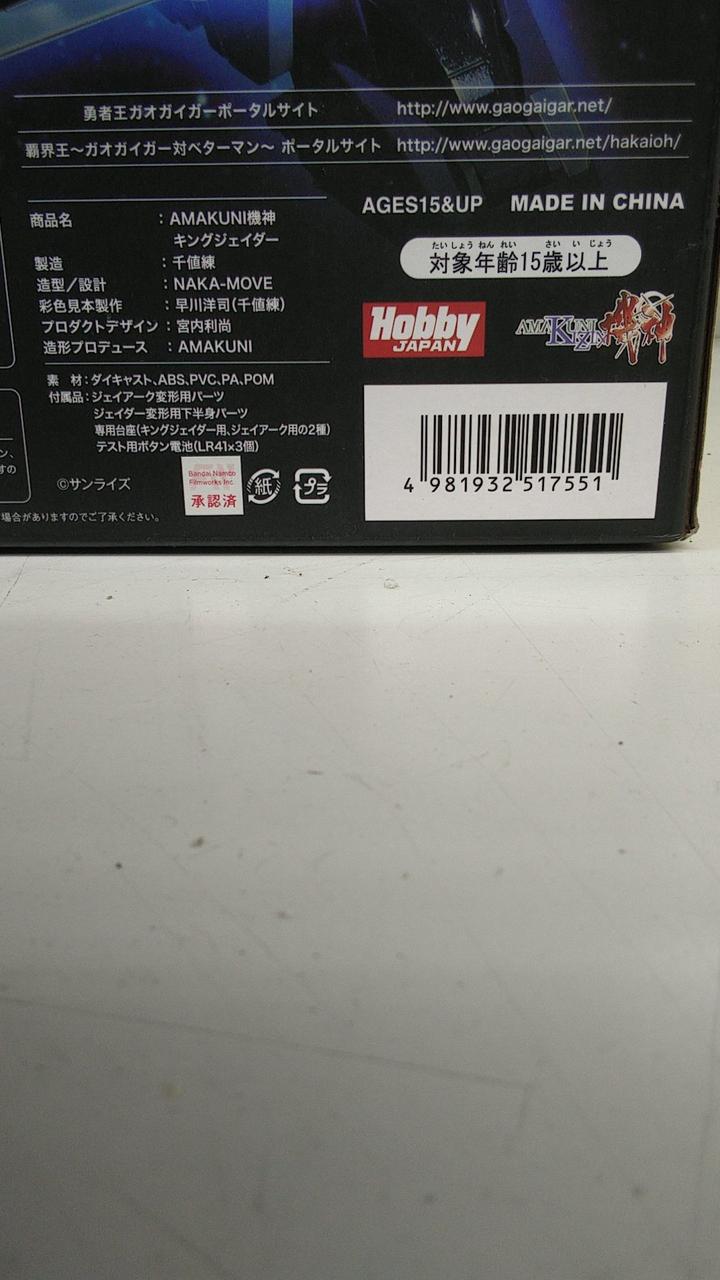 勇者王ガオガイガーポータルサイト http://www.gaogaigar.net/
覇界王～ガオガイガー対ベターマン～ ポータルサイト http://www.gaogaigar.net/hakaioh/
AGES15&UP MADE IN CHINA
たいしょう ねん れい さい い じょう
対象年齢15歳以上
商品名 ：AMAKUNI機神
キングジェイダー
製造 ：千値練
造型／設計 ：NAKA-MOVE
彩色見本製作 ：早川洋司(千値練)
プロダクトデザイン ：宮内利尚
造形プロデュース ：AMAKUNI
Hobby
JAPAN
AMAKUNI
KIZIN
機神
素 材：ダイキャスト、ABS、PVC、PA、POM
付属品：ジェイアーク変形用パーツ
ジェイダー変形用下半身パーツ
専用台座(キングジェイダー用、ジェイアーク用の2種)
テスト用ボタン電池(LR41×3個)
ン、
すの
©サンライズ
Bandai Namco
Filmworks Inc.
承認済
紙
プラ
4 981932 517551
場合がありますのでご了承ください。